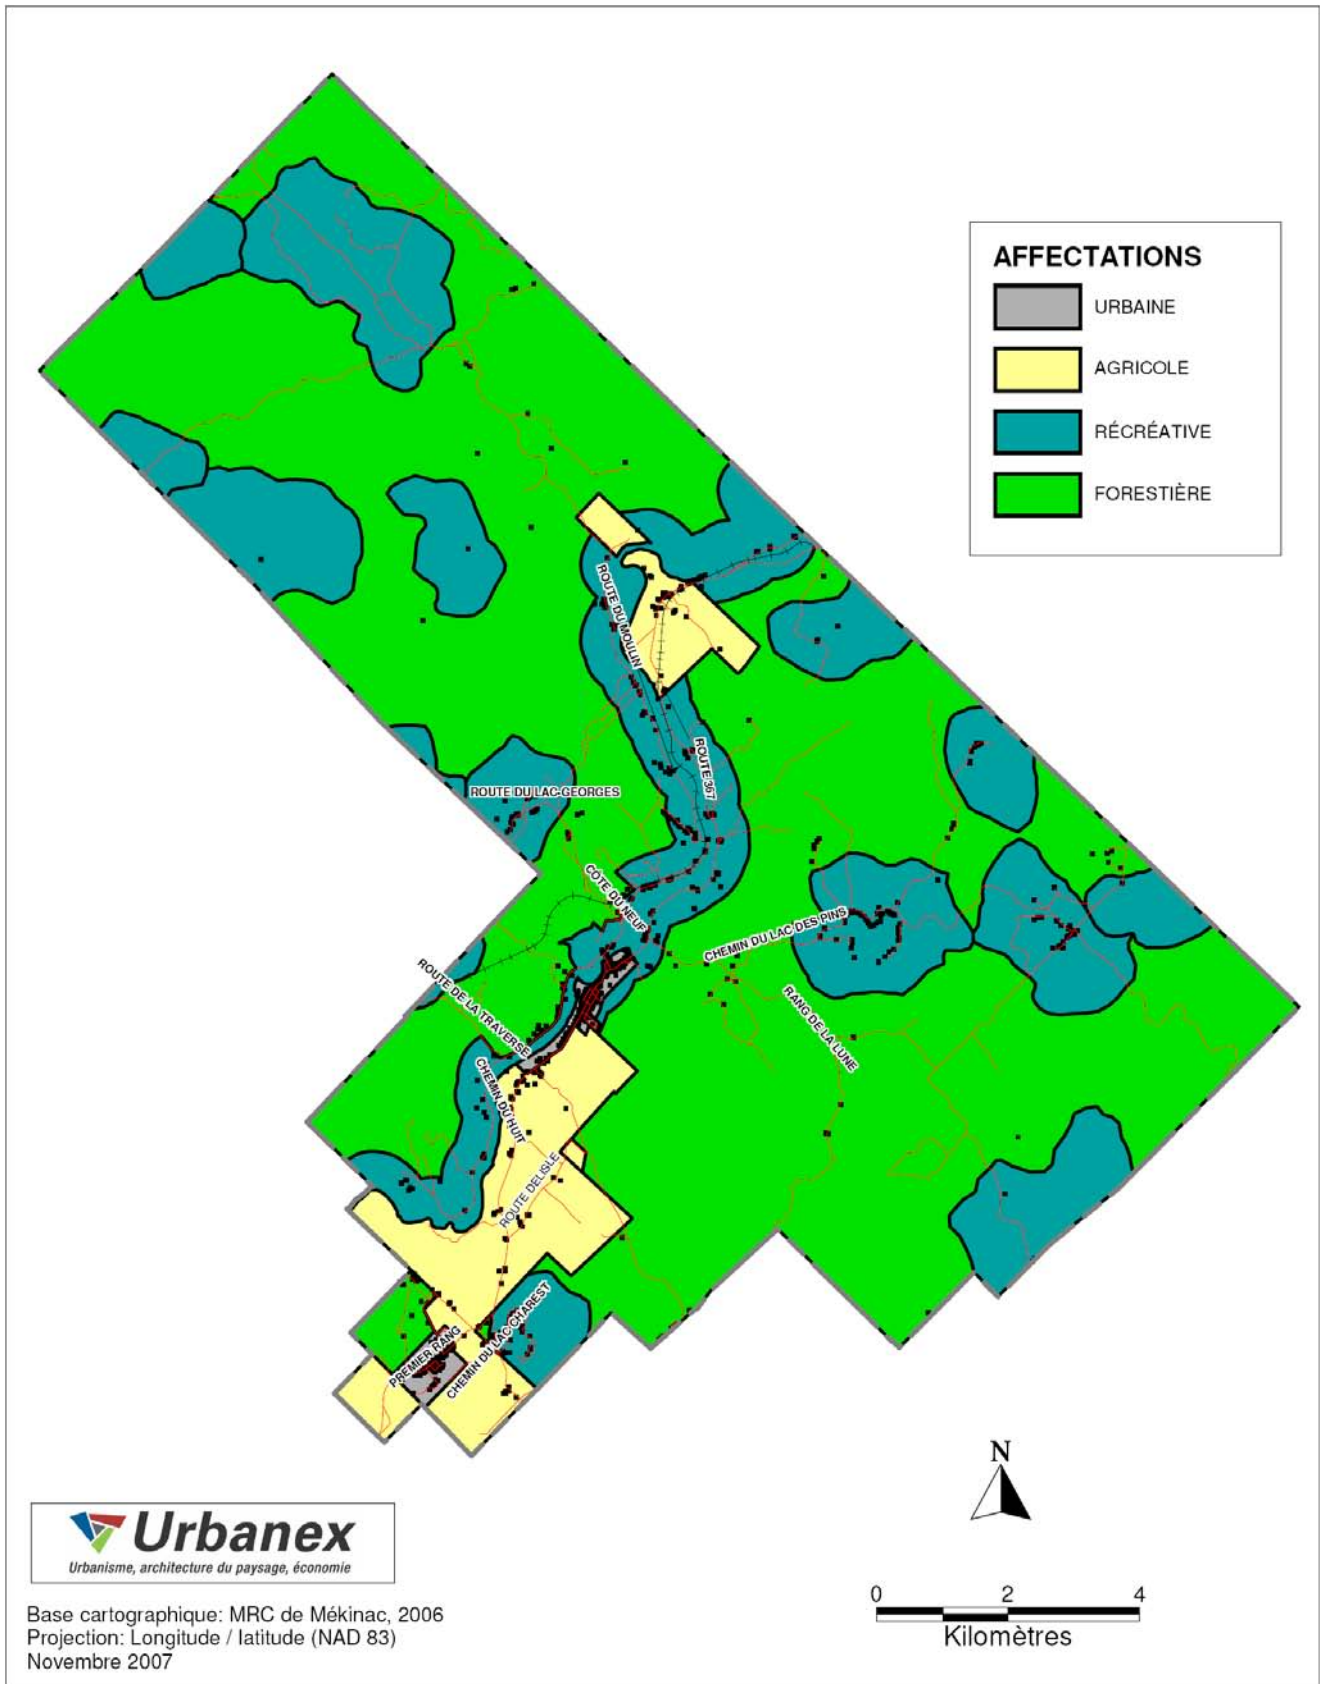 AFFECTATIONS
URBAINE
AGRICOLE
RÉCRÉATIVE
FORESTIÈRE
ROUTE DU MOULIN
ROUTE 367
ROUTE DU LAC-GEORGES
CÔTE DU NEUF
CHEMIN DU LAC DES PINS
ROUTE DE LA TRAVERSE
RANG DE LA LUNE
CHEMIN DU HUIT
ROUTE DELISLE
CHEMIN DU LAC-CHAREST
PREMIER RANG
N
Urbanex
Urbanisme, architecture du paysage, économie
0 2 4
Kilomètres
Base cartographique: MRC de Mékinac, 2006
Projection: Longitude / latitude (NAD 83)
Novembre 2007